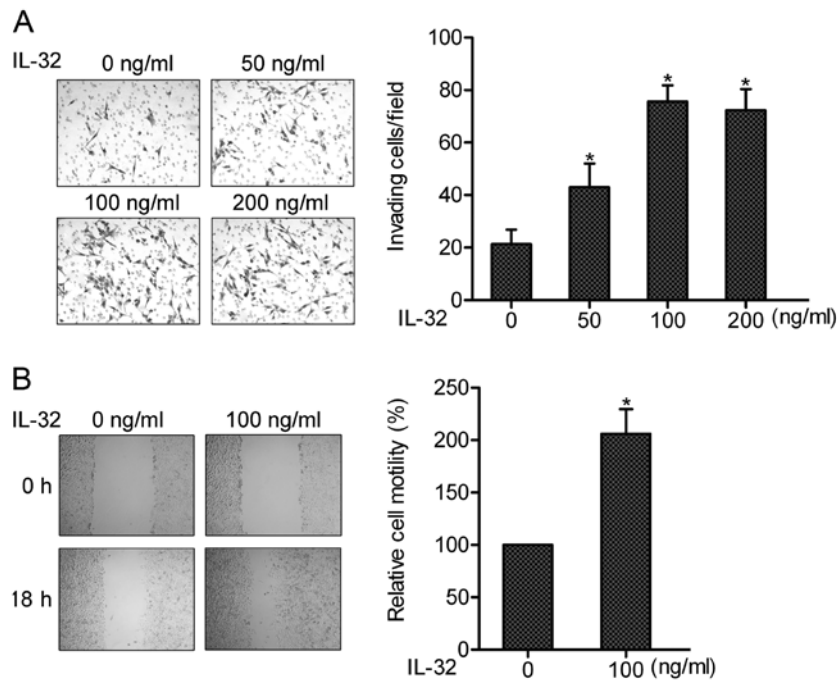 A
IL-32
0 ng/ml
50 ng/ml
100 ng/ml
200 ng/ml
Invading cells/field
100
80
60
40
20
0
* * *
IL-32
0 50 100 200 (ng/ml)
B
IL-32
0 ng/ml
100 ng/ml
0 h
18 h
Relative cell motility (%)
250
200
150
100
50
0
*
IL-32
0 100 (ng/ml)